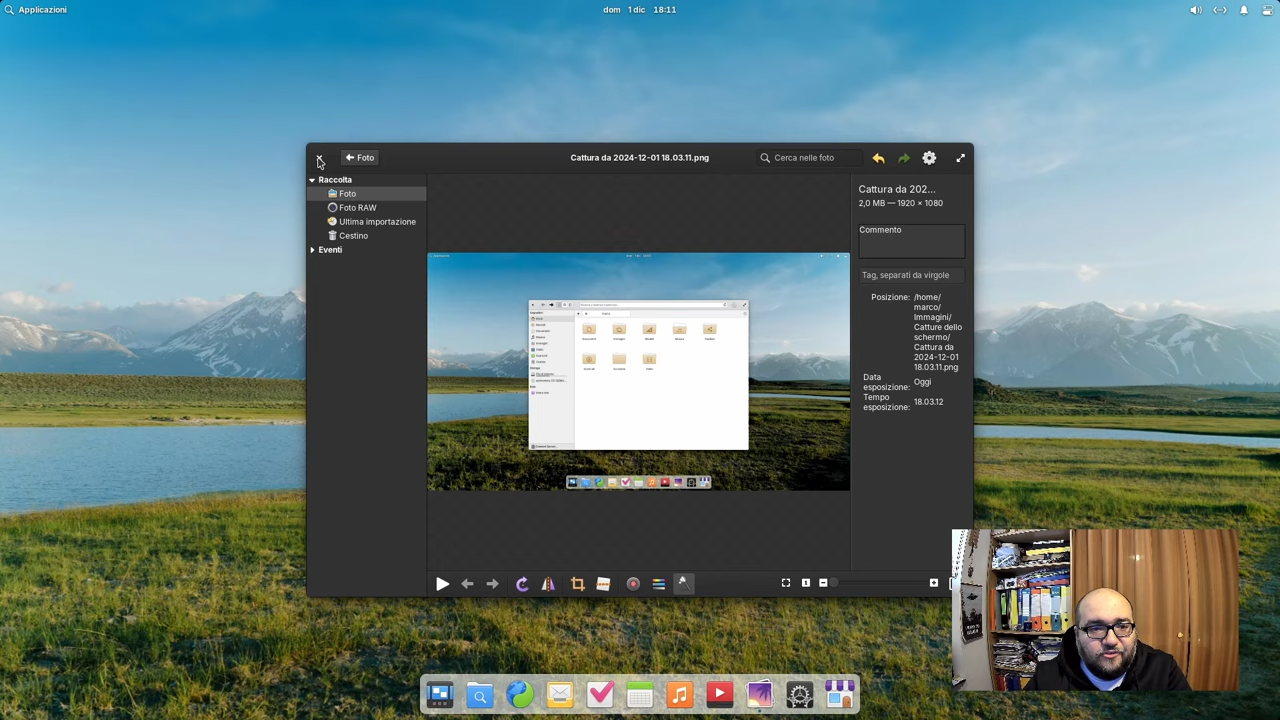 Applicazioni
dom 1 dic 18:11
Foto
Cattura da 2024-12-01 18.03.11.png
Cerca nelle foto
Raccolta
Foto
Foto RAW
Ultima importazione
Cestino
Eventi
Cattura da 202...
2,0 MB — 1920 × 1080
Commento
Tag, separati da virgole
Posizione: /home/
marco/
Immagini/
Catture dello
schermo/
Cattura da
2024-12-01
18.03.11.png
Data
esposizione: Oggi
Tempo
esposizione: 18.03.12